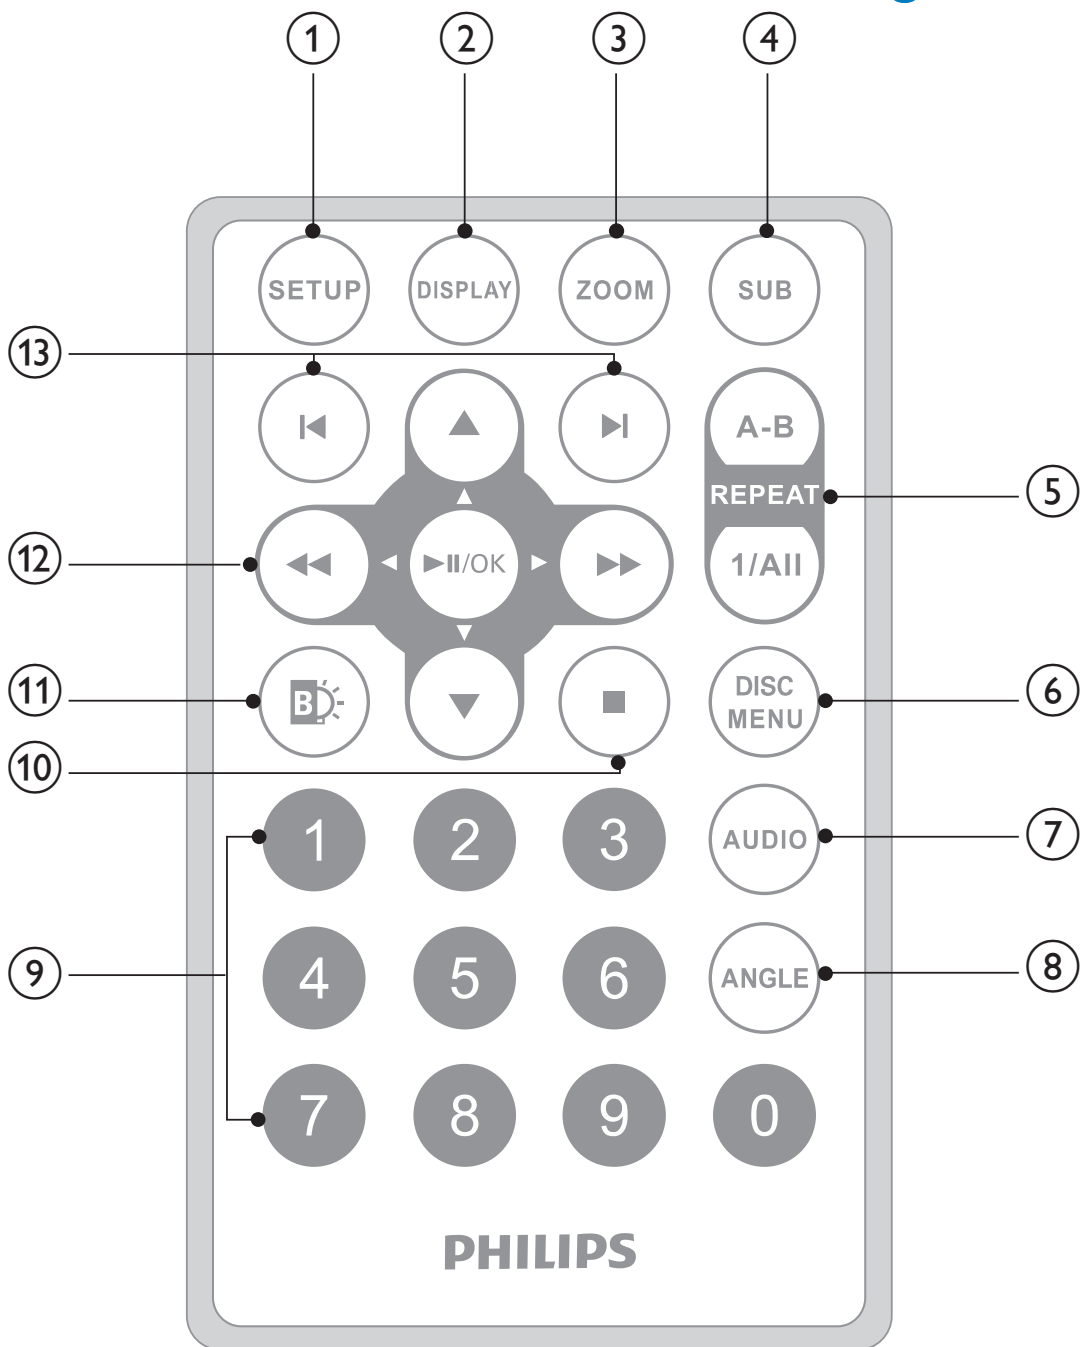 1 2 3 4
SETUP DISPLAY ZOOM SUB
13
A-B
REPEAT
5
12
/OK
1/All
11
B
DISC
MENU
6
10
1 2 3
AUDIO
7
9
4 5 6
ANGLE
8
7 8 9 0
PHILIPS